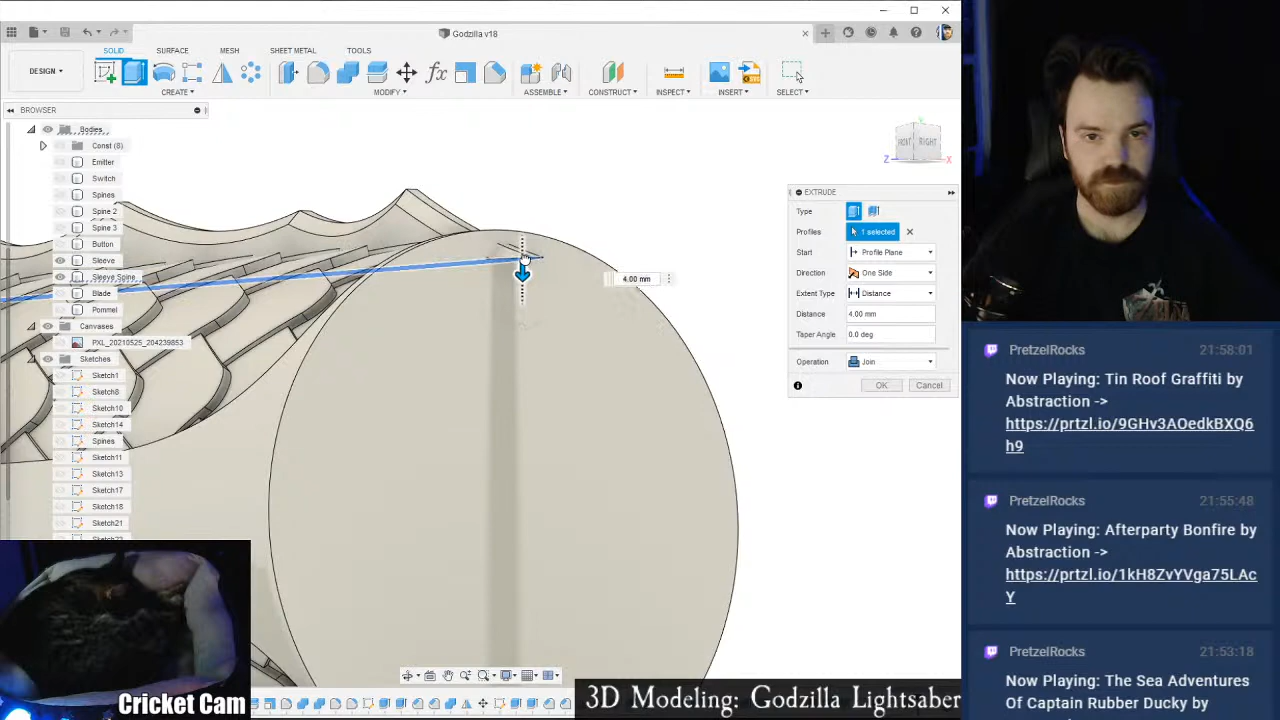 Godzilla v18
SOLID SURFACE MESH SHEET METAL TOOLS
DESIGN
CREATE MODIFY ASSEMBLE CONSTRUCT INSPECT INSERT SELECT
BROWSER
Bodies
Const (8)
Emitter
Switch
Spines
Spine 2
Spine 3
Button
Sleeve
Sleeve Spine
Blade
Pommel
Canvases
PXL_20210525_204239853
Sketches
Sketch1
Sketch8
Sketch10
Sketch14
Spines
Sketch11
Sketch13
Sketch17
Sketch18
Sketch21
FRONT RIGHT
Z X
4.00 mm
EXTRUDE
Type
Profiles 1 selected
Start Profile Plane
Direction One Side
Extent Type Distance
Distance 4.00 mm
Taper Angle 0.0 deg
Operation Join
OK Cancel
Cricket Cam
3D Modeling: Godzilla Lightsaber
PretzelRocks 21:58:01
Now Playing: Tin Roof Graffiti by
Abstraction ->
https://prtzl.io/9GHv3AOedkBXQ6
h9
PretzelRocks 21:55:48
Now Playing: Afterparty Bonfire by
Abstraction ->
https://prtzl.io/1kH8ZvYVga75LAc
Y
PretzelRocks 21:53:18
Now Playing: The Sea Adventures
Of Captain Rubber Ducky by